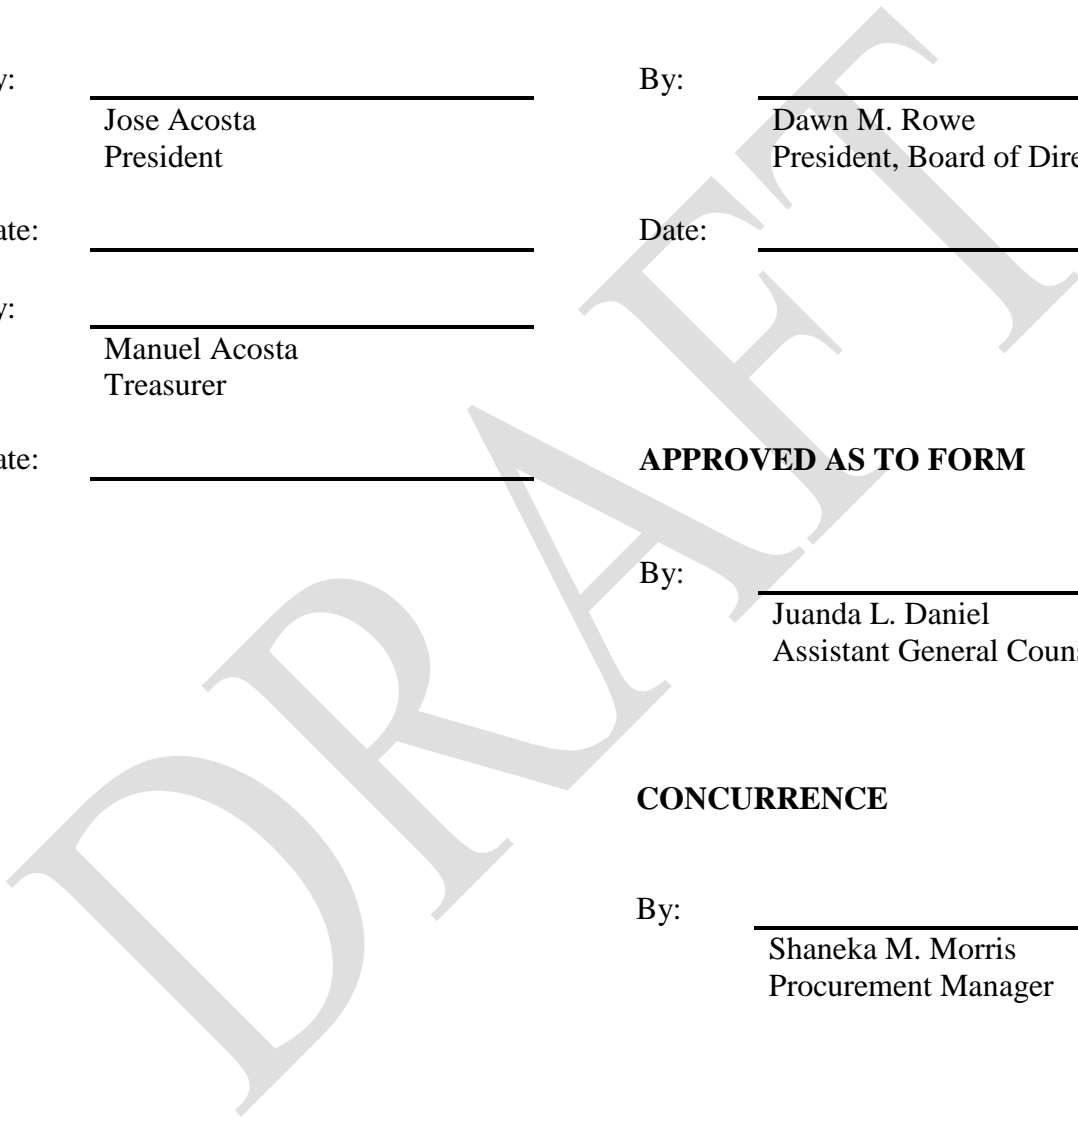 y:
Jose Acosta
President
ate:
y:
Manuel Acosta
Treasurer
ate:
By:
Dawn M. Rowe
President, Board of Dire
Date:
APPROVED AS TO FORM
By:
Juanda L. Daniel
Assistant General Coun
CONCURRENCE
By:
Shaneka M. Morris
Procurement Manager
DRAFT